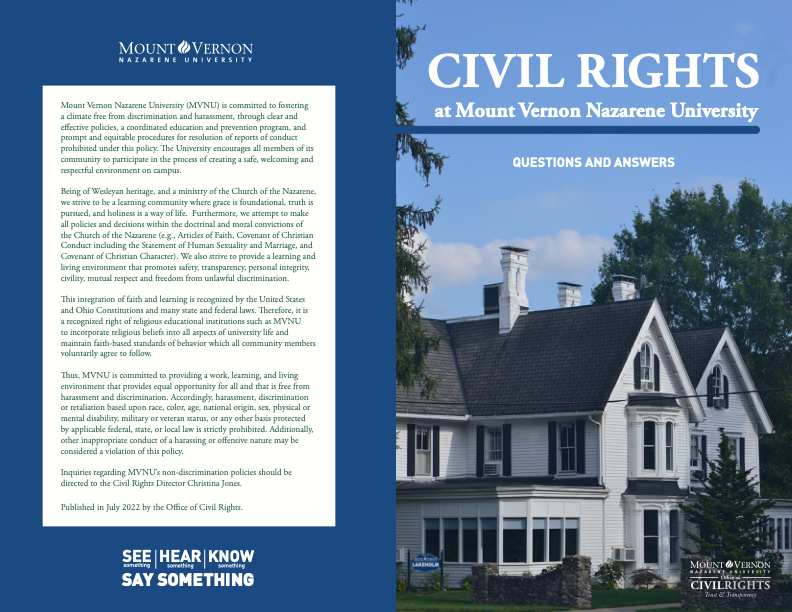 MOUNT VERNON
NAZARENE UNIVERSITY
Mount Vernon Nazarene University (MVNU) is committed to fostering
a climate free from discrimination and harassment, through clear and
effective policies, a coordinated education and prevention program, and
prompt and equitable procedures for resolution of reports of conduct
prohibited under this policy. The University encourages all members of its
community to participate in the process of creating a safe, welcoming and
respectful environment on campus.
Being of Wesleyan heritage, and a ministry of the Church of the Nazarene,
we strive to be a learning community where grace is foundational, truth is
pursued, and holiness is a way of life.  Furthermore, we attempt to make
all policies and decisions within the doctrinal and moral convictions of
the Church of the Nazarene (e.g., Articles of Faith, Covenant of Christian
Conduct including the Statement of Human Sexuality and Marriage, and
Covenant of Christian Character). We also strive to provide a learning and
living environment that promotes safety, transparency, personal integrity,
civility, mutual respect and freedom from unlawful discrimination.
This integration of faith and learning is recognized by the United States
and Ohio Constitutions and many state and federal laws. Therefore, it is
a recognized right of religious educational institutions such as MVNU
to incorporate religious beliefs into all aspects of university life and
maintain faith-based standards of behavior which all community members
voluntarily agree to follow.
Thus, MVNU is committed to providing a work, learning, and living
environment that provides equal opportunity for all and that is free from
harassment and discrimination. Accordingly, harassment, discrimination
or retaliation based upon race, color, age, national origin, sex, physical or
mental disability, military or veteran status, or any other basis protected
by applicable federal, state, or local law is strictly prohibited. Additionally,
other inappropriate conduct of a harassing or offensive nature may be
considered a violation of this policy.
Inquiries regarding MVNU's non-discrimination policies should be
directed to the Civil Rights Director Christina Jones.
Published in July 2022 by the Office of Civil Rights.
SEE HEAR KNOW
something something something
SAY SOMETHING
CIVIL RIGHTS
at Mount Vernon Nazarene University
QUESTIONS AND ANSWERS
LAKEHOLM
MOUNT VERNON
NAZARENE UNIVERSITY
Office of
CIVILRIGHTS
Trust & Transparency